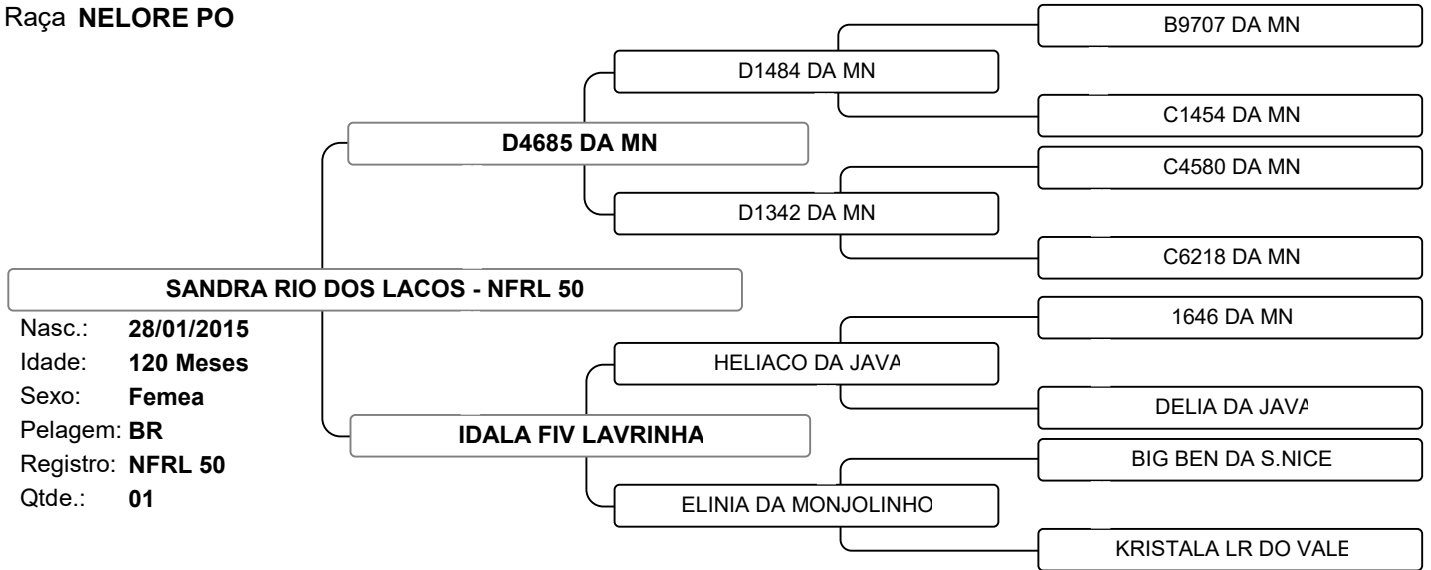 Raça NELORE PO
B9707 DA MN
D1484 DA MN
C1454 DA MN
D4685 DA MN
C4580 DA MN
D1342 DA MN
C6218 DA MN
SANDRA RIO DOS LACOS - NFRL 50
Nasc.: 28/01/2015
Idade: 120 Meses
Sexo: Femea
Pelagem: BR
Registro: NFRL 50
Qtde.: 01
1646 DA MN
HELIACO DA JAVA
DELIA DA JAVA
IDALA FIV LAVRINHA
BIG BEN DA S.NICE
ELINIA DA MONJOLINHO
KRISTALA LR DO VALE